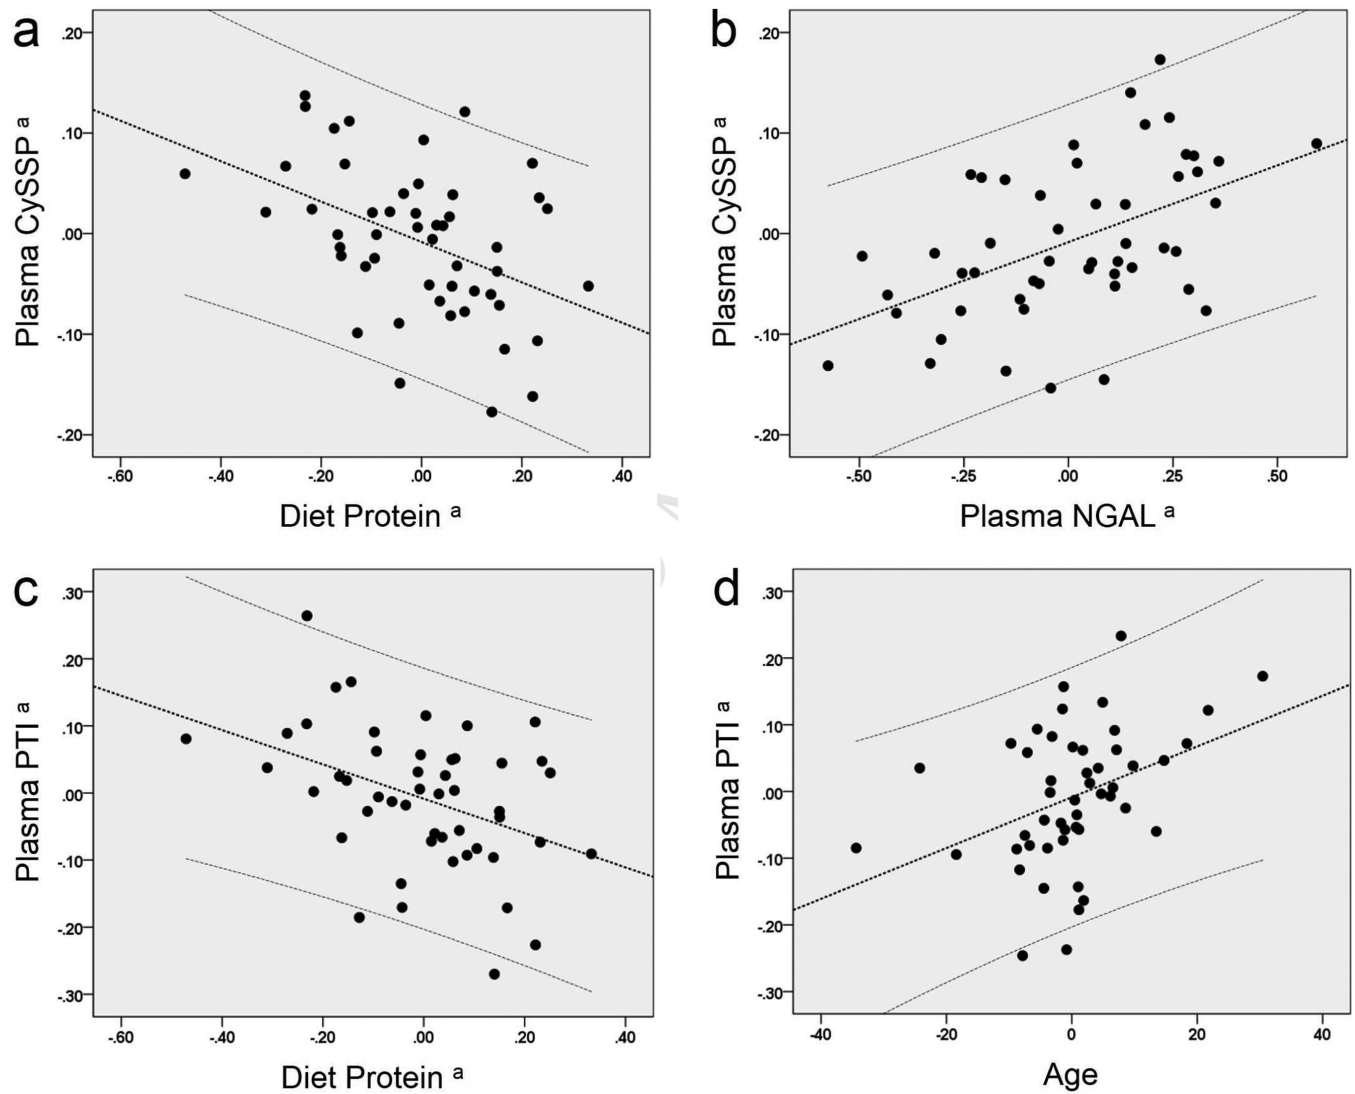 a
.20
.10
.00
-.10
-.20
Plasma CySSP a
-.60 -.40 -.20 .00 .20 .40
Diet Protein a
b
.20
.10
.00
-.10
-.20
Plasma CySSP a
-.50 -.25 .00 .25 .50
Plasma NGAL a
c
.30
.20
.10
.00
-.10
-.20
-.30
Plasma PTI a
-.60 -.40 -.20 .00 .20 .40
Diet Protein a
d
.30
.20
.10
.00
-.10
-.20
-.30
Plasma PTI a
-40 -20 0 20 40
Age